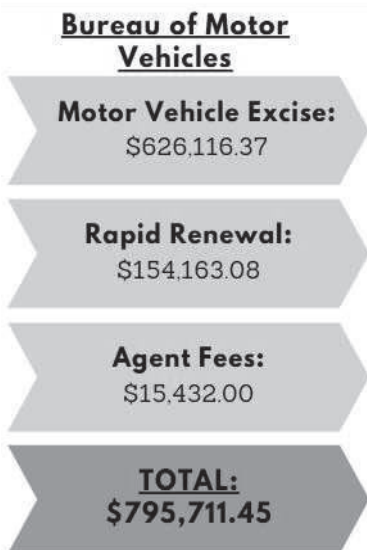 Bureau of Motor
Vehicles
Motor Vehicle Excise:
$626,116.37
Rapid Renewal:
$154,163.08
Agent Fees:
$15,432.00
TOTAL:
$795,711.45